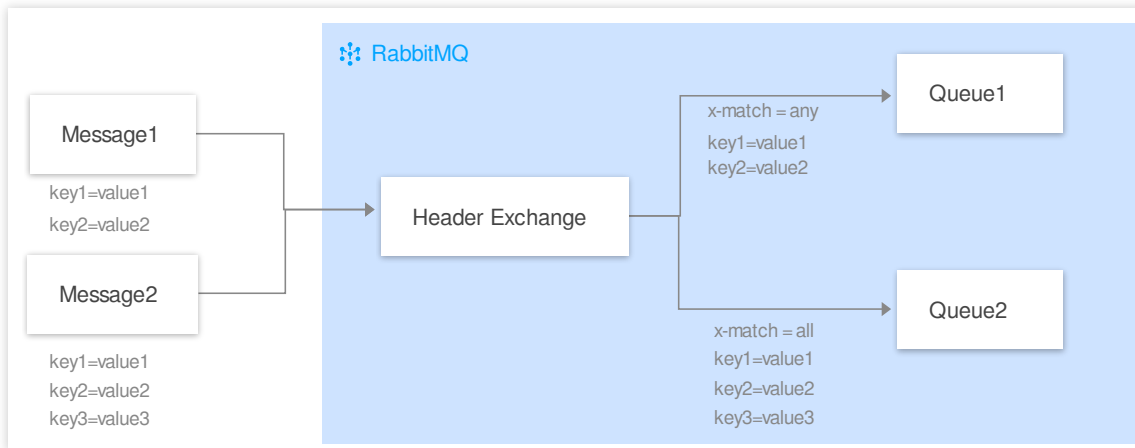 RabbitMQ
Message1
key1=value1
key2=value2
Message2
key1=value1
key2=value2
key3=value3
Header Exchange
x-match = any
key1=value1
key2=value2
Queue1
x-match = all
key1=value1
key2=value2
key3=value3
Queue2